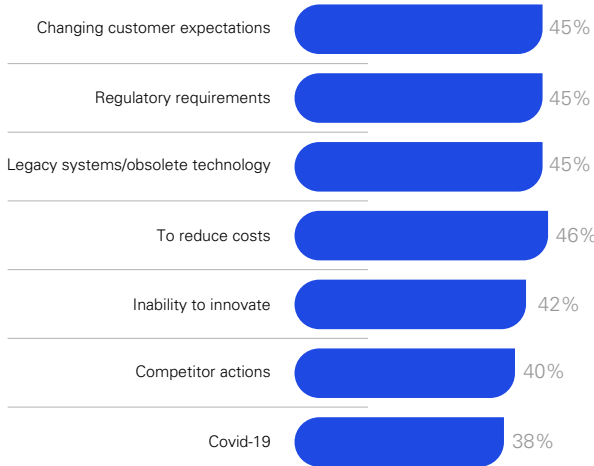 Changing customer expectations 45%
Regulatory requirements 45%
Legacy systems/obsolete technology 45%
To reduce costs 46%
Inability to innovate 42%
Competitor actions 40%
Covid-19 38%